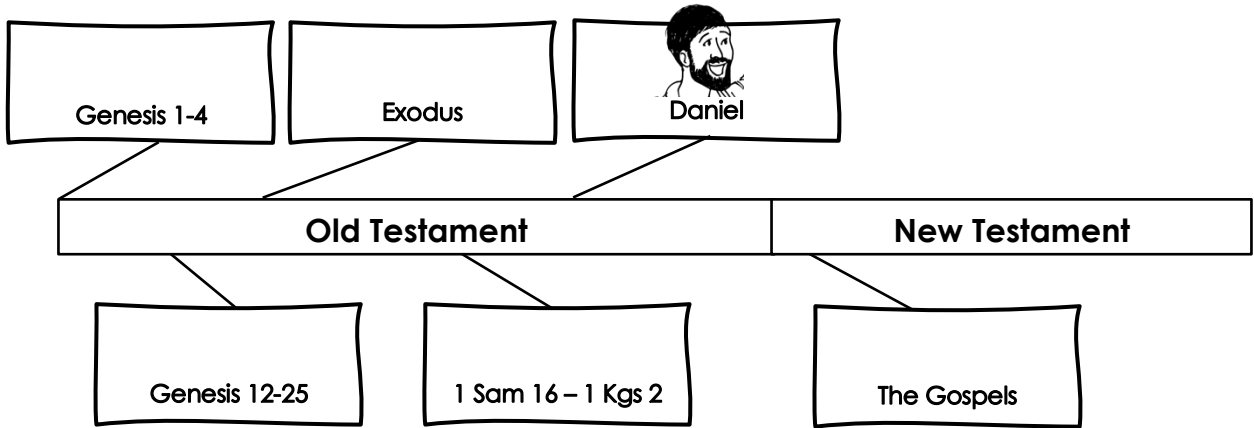 Genesis 1-4
Exodus
Daniel
Old Testament
New Testament
Genesis 12-25
1 Sam 16 – 1 Kgs 2
The Gospels